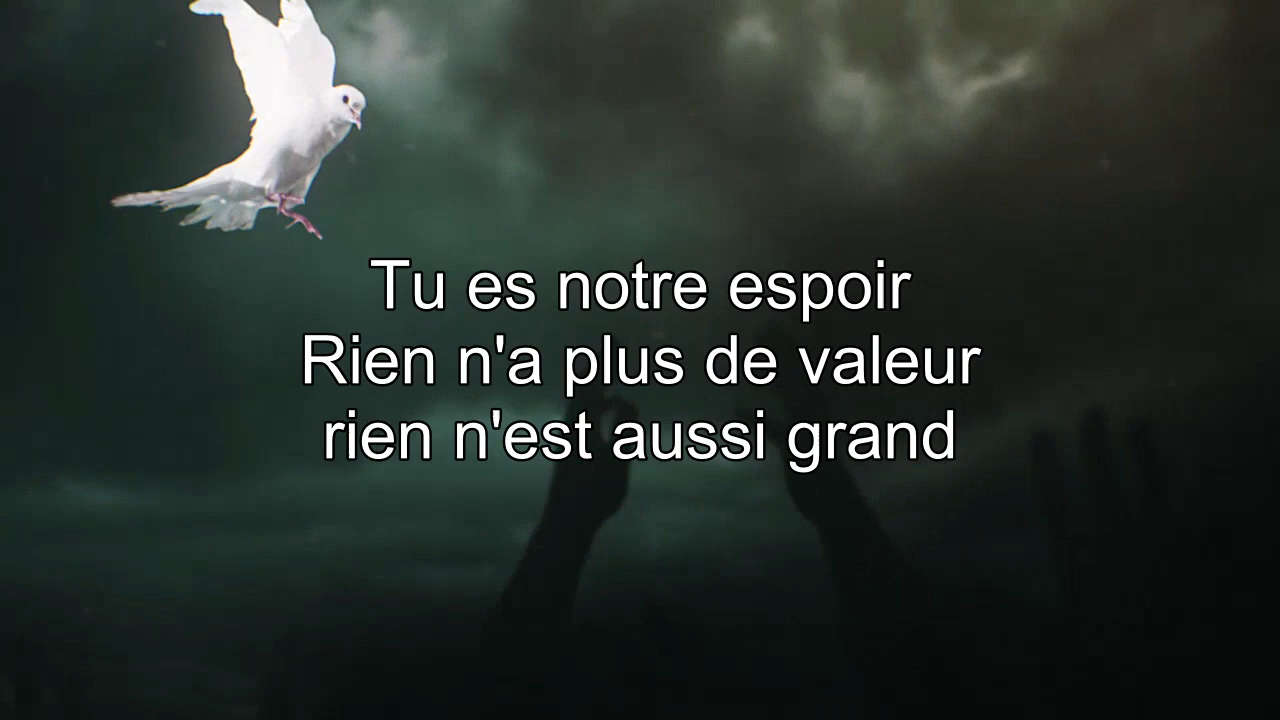 Tu es notre espoir
Rien n'a plus de valeur
rien n'est aussi grand